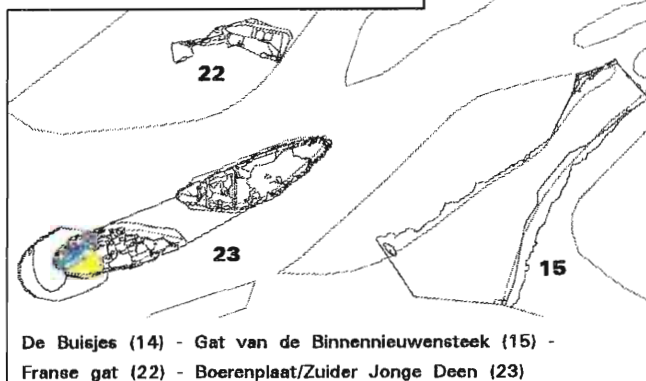 22
23
15
De Buisjes (14) - Gat van de Binnennieuwensteek (15) -
Franse gat (22) - Boerenplaat/Zuider Jonge Deen (23)